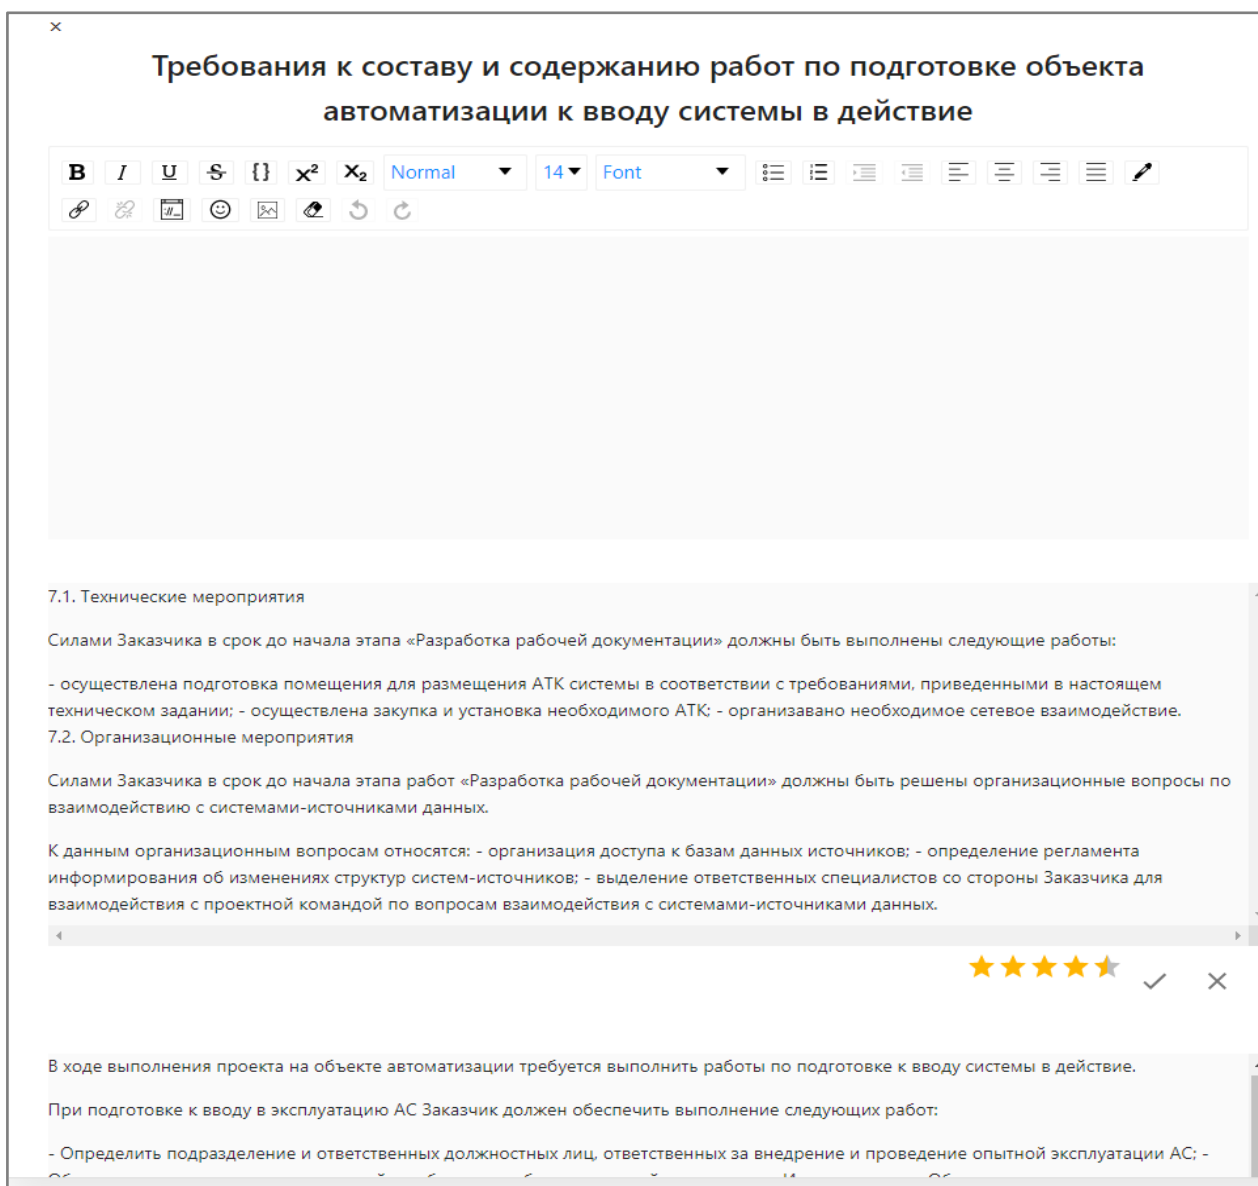 ×
Требования к составу и содержанию работ по подготовке объекта
автоматизации к вводу системы в действие
B I U S {} x² x₂ Normal 14 Font
7.1. Технические мероприятия
Силами Заказчика в срок до начала этапа «Разработка рабочей документации» должны быть выполнены следующие работы:
- осуществлена подготовка помещения для размещения АТК системы в соответствии с требованиями, приведенными в настоящем
техническом задании; - осуществлена закупка и установка необходимого АТК; - организавано необходимое сетевое взаимодействие.
7.2. Организационные мероприятия
Силами Заказчика в срок до начала этапа работ «Разработка рабочей документации» должны быть решены организационные вопросы по
взаимодействию с системами-источниками данных.
К данным организационным вопросам относятся: - организация доступа к базам данных источников; - определение регламента
информирования об изменениях структур систем-источников; - выделение ответственных специалистов со стороны Заказчика для
взаимодействия с проектной командой по вопросам взаимодействия с системами-источниками данных.
В ходе выполнения проекта на объекте автоматизации требуется выполнить работы по подготовке к вводу системы в действие.
При подготовке к вводу в эксплуатацию АС Заказчик должен обеспечить выполнение следующих работ:
- Определить подразделение и ответственных должностных лиц, ответственных за внедрение и проведение опытной эксплуатации АС; -